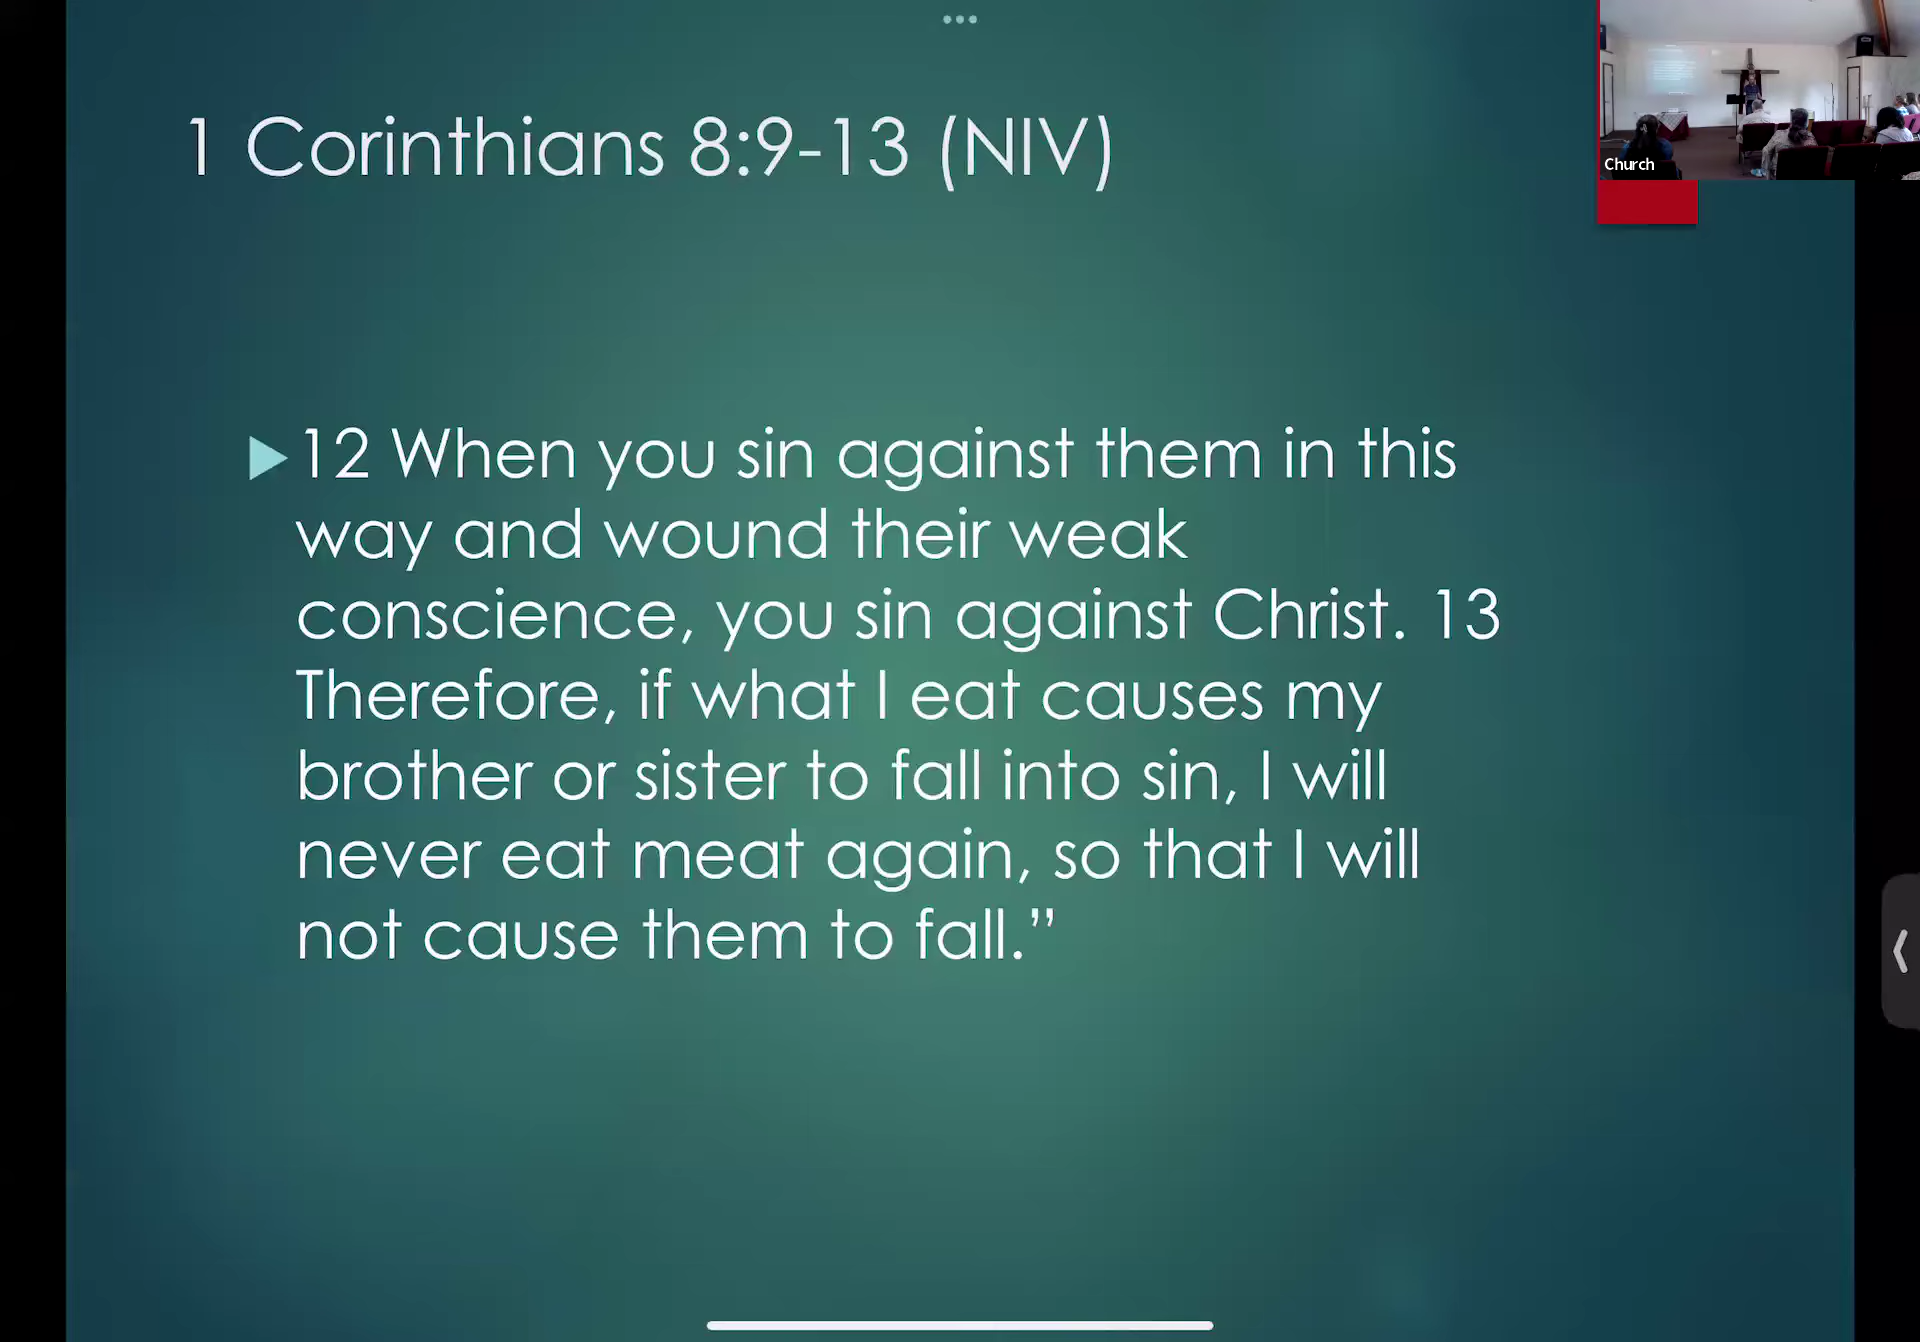 1 Corinthians 8:9-13 (NIV)
Church
12 When you sin against them in this
way and wound their weak
conscience, you sin against Christ. 13
Therefore, if what I eat causes my
brother or sister to fall into sin, I will
never eat meat again, so that I will
not cause them to fall.”